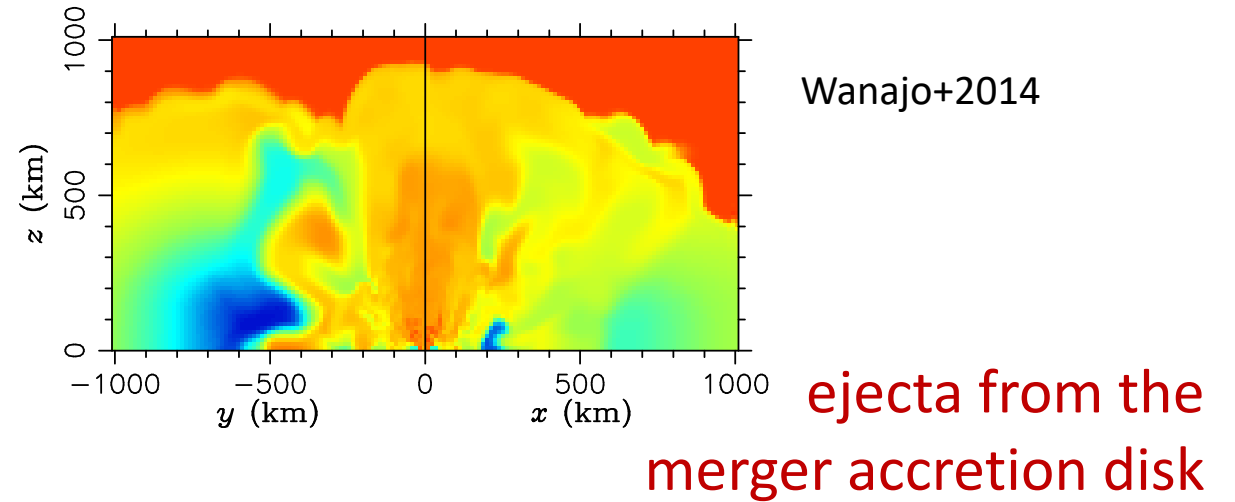 1000
500
0
z (km)
−1000 −500 0 500 1000
y (km) x (km)
Wanajo+2014
ejecta from the
merger accretion disk